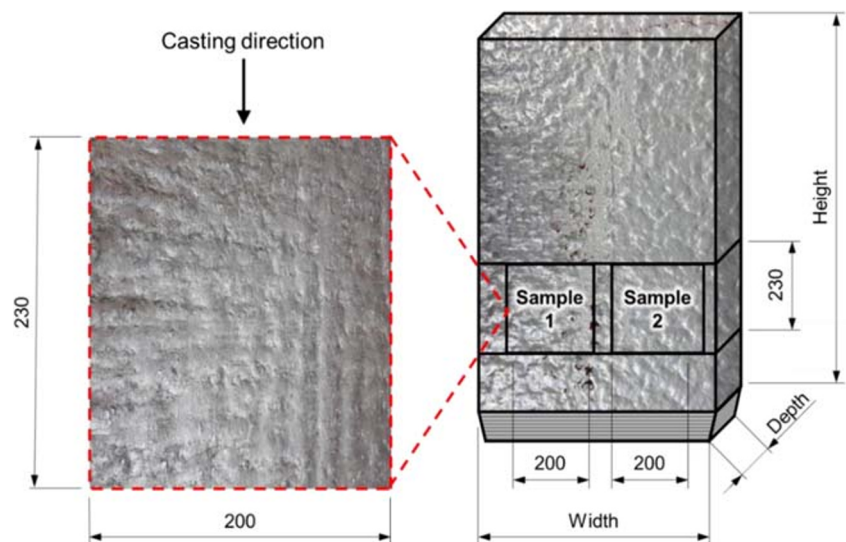 Casting direction
230
200
Sample
1
Sample
2
200
200
Width
230
Height
Depth